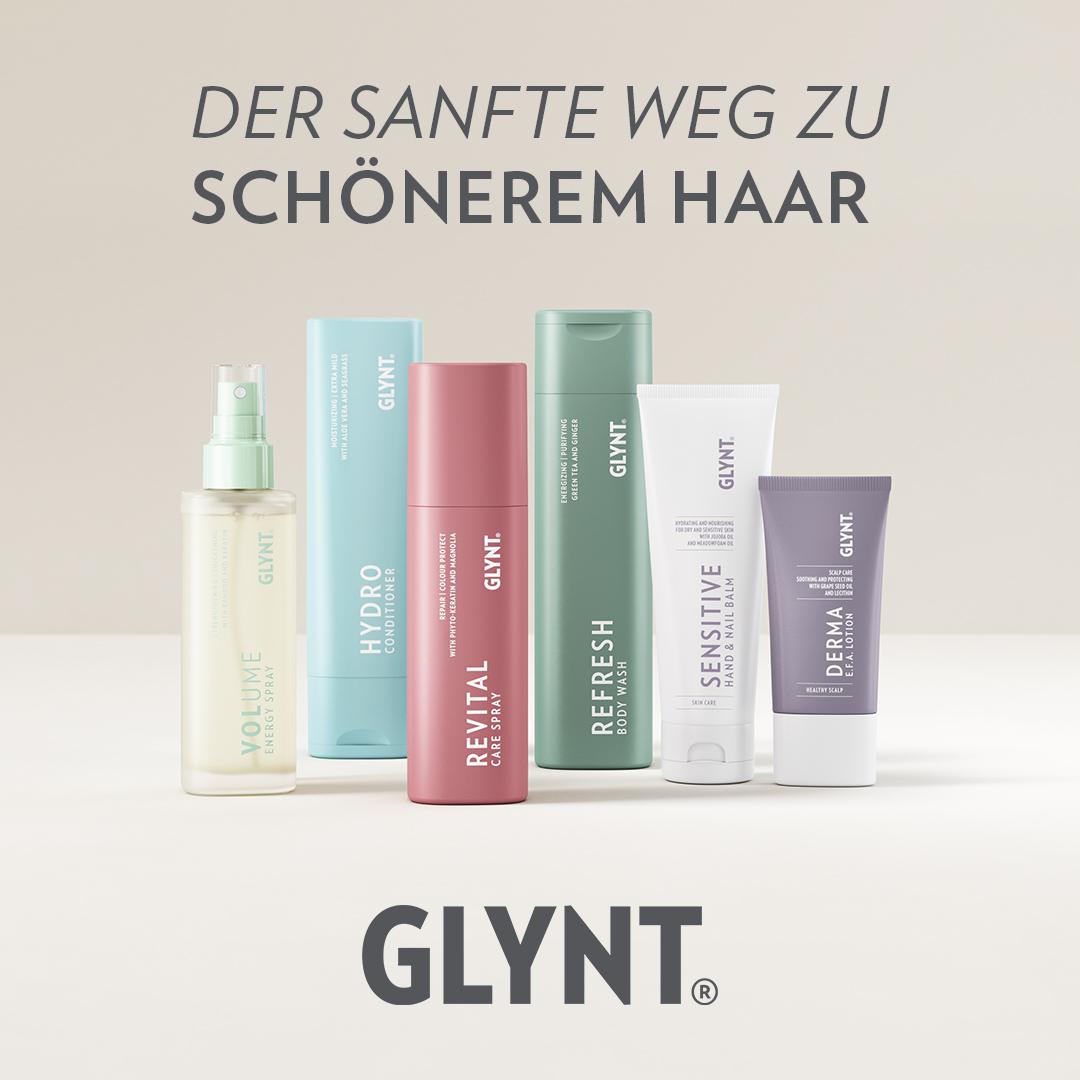 DER SANFTE WEG ZU
SCHÖNEREM HAAR
GLYNT.
VOLUME
ENERGY SPRAY
MOISTURIZING | EXTRA MILD
WITH ALOE VERA AND SEAGRASS
GLYNT.®
HYDRO
CONDITIONER
REPAIR | COLOUR PROTECT
WITH PHYTO-KERATIN AND MAGNOLIA
GLYNT.®
REVITAL
CARE SPRAY
ENERGIZING | PURIFYING
GREEN TEA AND GINGER
GLYNT.®
REFRESH
BODY WASH
GLYNT.®
HYDRATING AND NOURISHING
FOR DRY AND SENSITIVE SKIN
WITH JOJOBA OIL
AND MEADOWFOAM OIL
SENSITIVE
HAND & NAIL BALM
SKIN CARE
GLYNT.®
SCALP CARE
SOOTHING AND PROTECTING
WITH GRAPE SEED OIL
AND LECITHIN
DERMA
E.F.A. LOTION
HEALTHY SCALP
GLYNT.®